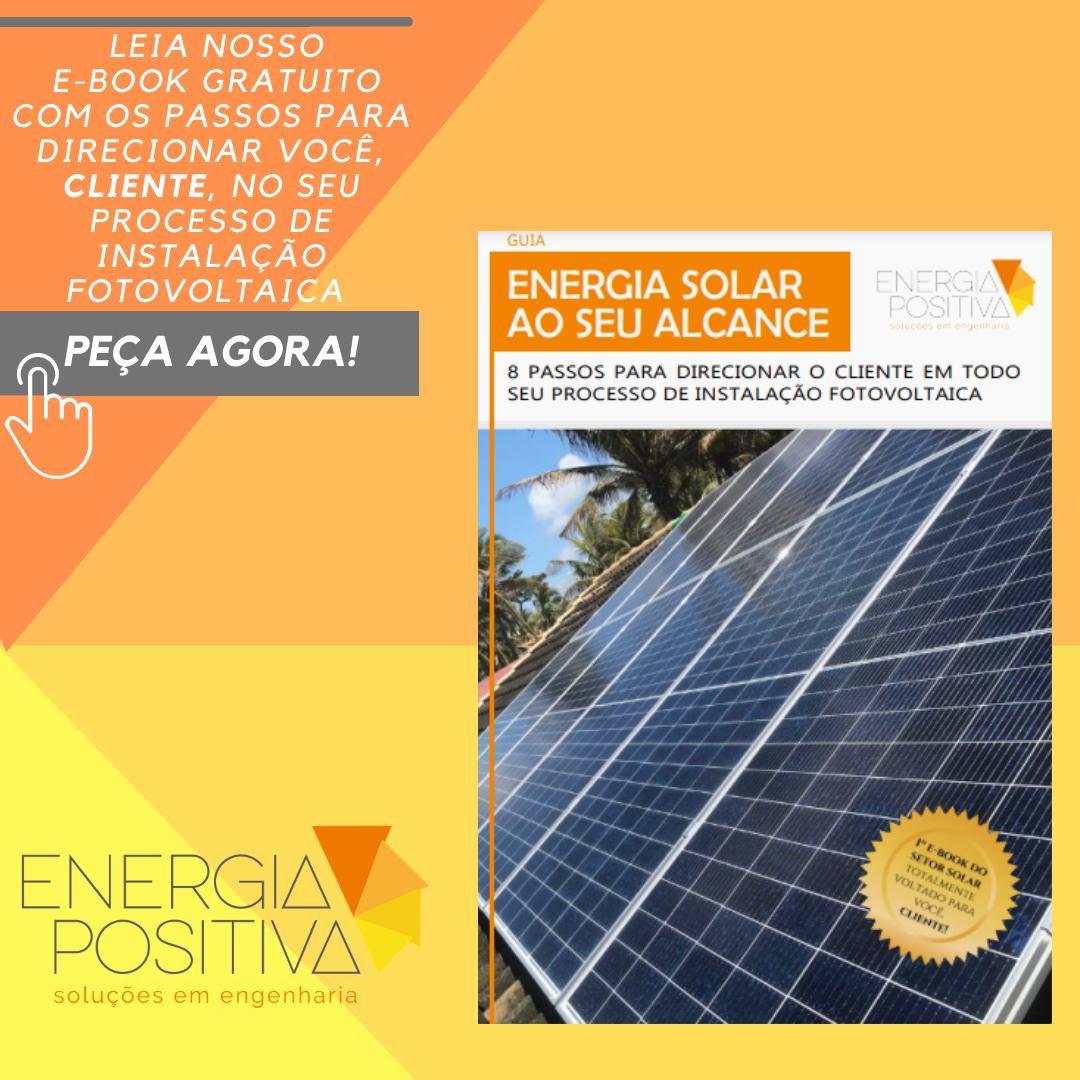 LEIA NOSSO
E-BOOK GRATUITO
COM OS PASSOS PARA
DIRECIONAR VOCÊ,
CLIENTE, NO SEU
PROCESSO DE
INSTALAÇÃO
FOTOVOLTAICA
PEÇA AGORA!
GUIA
ENERGIA SOLAR
AO SEU ALCANCE
ENERGIA
POSITIVA
soluções em engenharia
8 PASSOS PARA DIRECIONAR O CLIENTE EM TODO
SEU PROCESSO DE INSTALAÇÃO FOTOVOLTAICA
1º E-BOOK DO
SETOR SOLAR
TOTALMENTE
VOLTADO PARA
VOCÊ,
CLIENTE!
ENERGIA
POSITIVA
soluções em engenharia